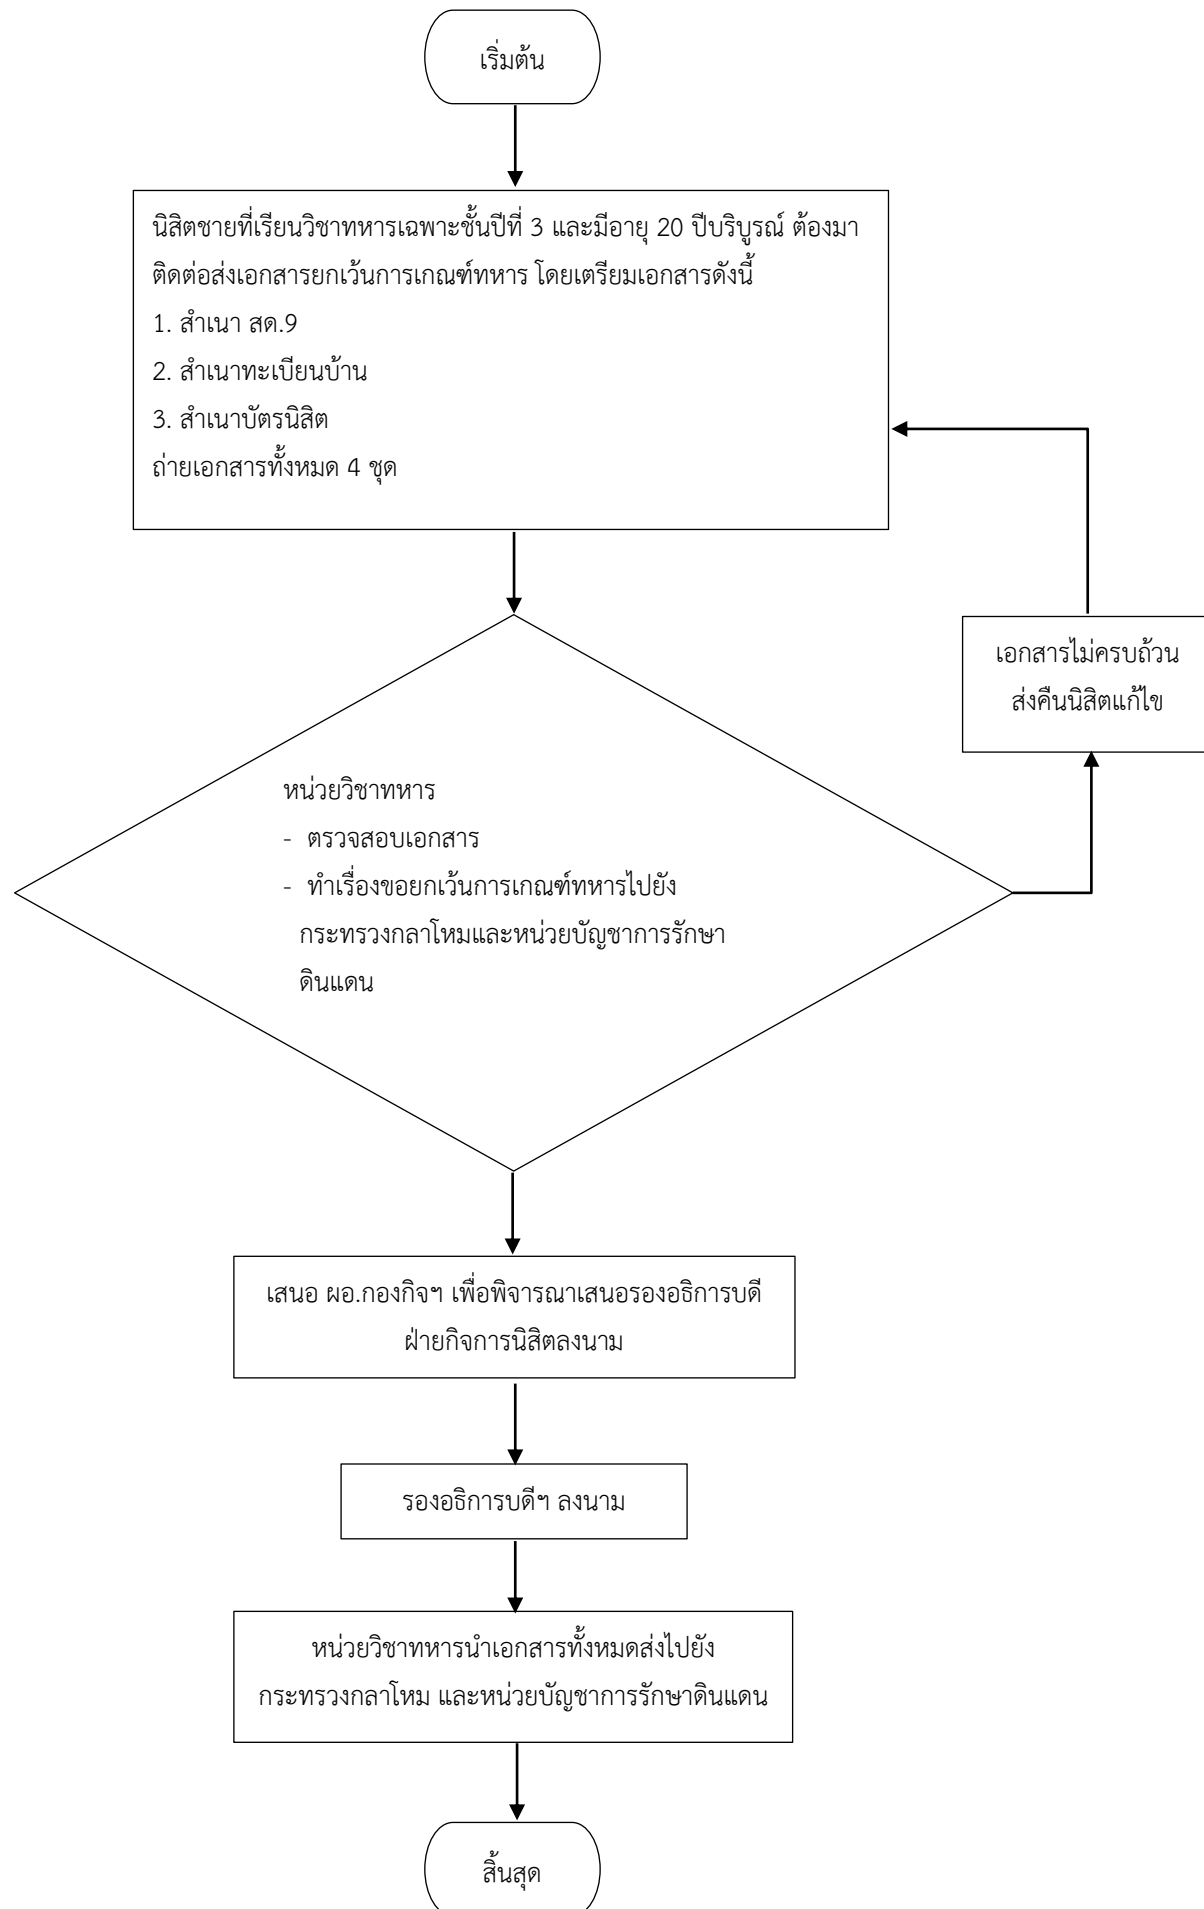 เริ่มต้น
นิสิตชายที่เรียนวิชาทหารเฉพาะชั้นปีที่ 3 และมีอายุ 20 ปีบริบูรณ์ ต้องมา
ติดต่อส่งเอกสารยกเว้นการเกณฑ์ทหาร โดยเตรียมเอกสารดังนี้
1. สำเนา สด.9
2. สำเนาทะเบียนบ้าน
3. สำเนาบัตรนิสิต
ถ่ายเอกสารทั้งหมด 4 ชุด
เอกสารไม่ครบถ้วน
ส่งคืนนิสิตแก้ไข
หน่วยวิชาทหาร
- ตรวจสอบเอกสาร
- ทำเรื่องขอยกเว้นการเกณฑ์ทหารไปยัง
กระทรวงกลาโหมและหน่วยบัญชาการรักษา
ดินแดน
เสนอ ผอ.กองกิจฯ เพื่อพิจารณาเสนอรองอธิการบดี
ฝ่ายกิจการนิสิตลงนาม
รองอธิการบดีฯ ลงนาม
หน่วยวิชาทหารนำเอกสารทั้งหมดส่งไปยัง
กระทรวงกลาโหม และหน่วยบัญชาการรักษาดินแดน
สิ้นสุด